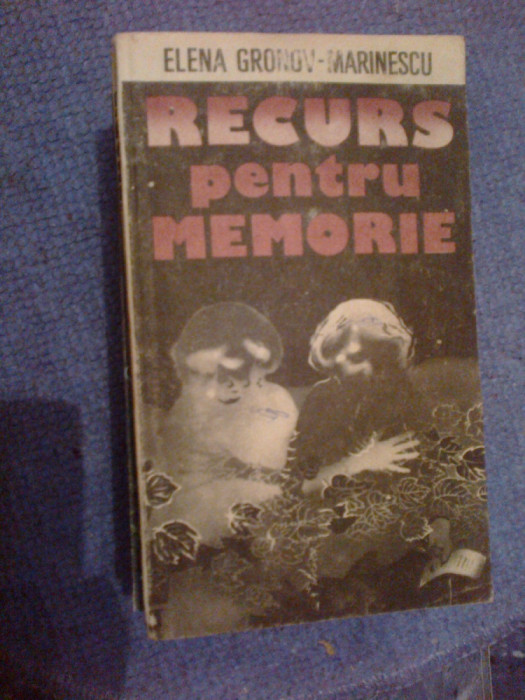 ELENA GRONOV-MARINESCU
RECURS
pentru
MEMORIE